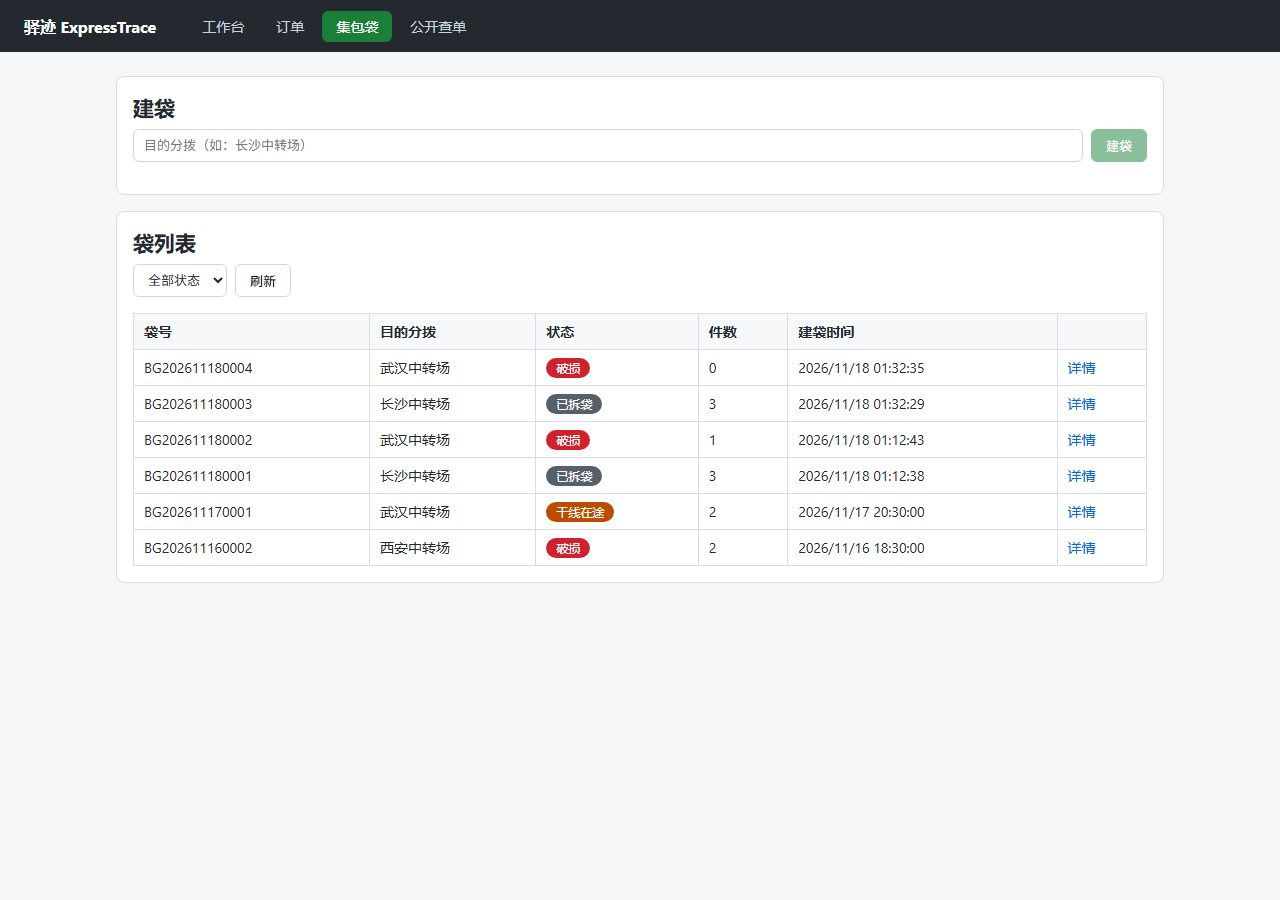 驿迹 ExpressTrace 工作台 订单 集包袋 公开查单
建袋
目的分拨（如：长沙中转场） 建袋
袋列表
全部状态 刷新
袋号 目的分拨 状态 件数 建袋时间
BG202611180004 武汉中转场 破损 0 2026/11/18 01:32:35 详情
BG202611180003 长沙中转场 已拆袋 3 2026/11/18 01:32:29 详情
BG202611180002 武汉中转场 破损 1 2026/11/18 01:12:43 详情
BG202611180001 长沙中转场 已拆袋 3 2026/11/18 01:12:38 详情
BG202611170001 武汉中转场 干线在途 2 2026/11/17 20:30:00 详情
BG202611160002 西安中转场 破损 2 2026/11/16 18:30:00 详情